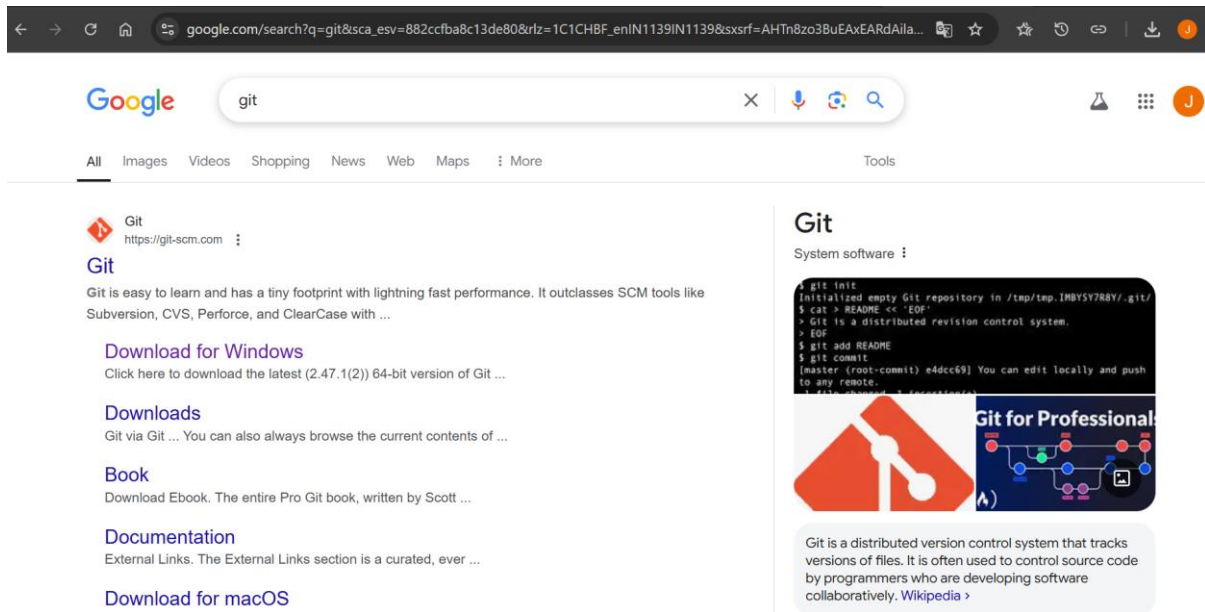 google.com/search?q=git&sca_esv=882ccfba8c13de80&rlz=1C1CHBF_enIN1139IN1139&sxsrf=AHTn8zo3BuEAxEARdAila...
J
Google
git
J
All Images Videos Shopping News Web Maps More
Tools
Git
https://git-scm.com
Git
Git is easy to learn and has a tiny footprint with lightning fast performance. It outclasses SCM tools like
Subversion, CVS, Perforce, and ClearCase with ...
Download for Windows
Click here to download the latest (2.47.1(2)) 64-bit version of Git ...
Downloads
Git via Git ... You can also always browse the current contents of ...
Book
Download Ebook. The entire Pro Git book, written by Scott ...
Documentation
External Links. The External Links section is a curated, ever ...
Download for macOS
Git
System software
$ git init
Initialized empty Git repository in /tmp/tmp.IMBYSY7R8Y/.git/
$ cat > README << 'EOF'
> Git is a distributed revision control system.
> EOF
$ git add README
$ git commit
[master (root-commit) e4dcc69] You can edit locally and push
to any remote.
Git for Professional
Git is a distributed version control system that tracks
versions of files. It is often used to control source code
by programmers who are developing software
collaboratively. Wikipedia >